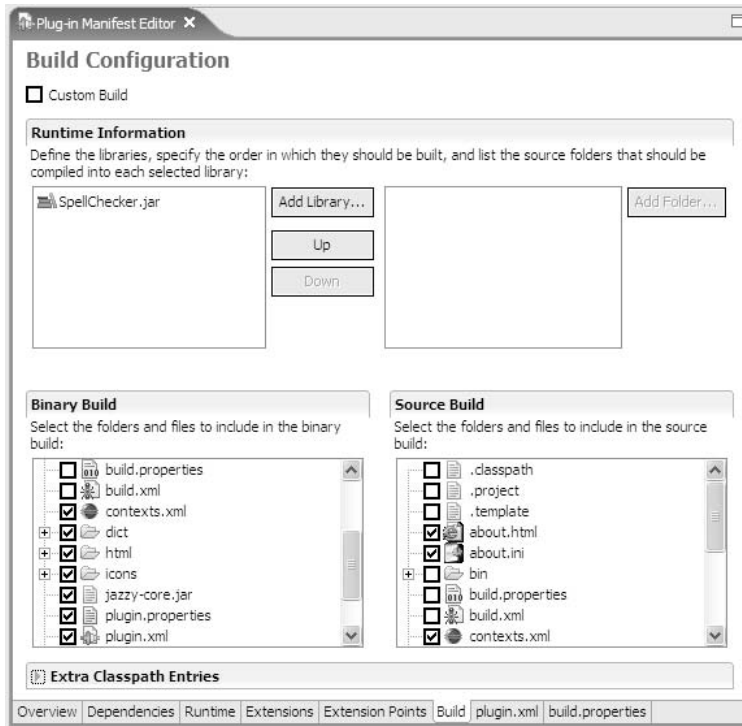 Plug-in Manifest Editor
Build Configuration
Custom Build
Runtime Information
Define the libraries, specify the order in which they should be built, and list the source folders that should be
compiled into each selected library:
SpellChecker.jar
Add Library...
Up
Down
Add Folder...
Binary Build
Select the folders and files to include in the binary
build:
build.properties
build.xml
contexts.xml
dict
html
icons
jazzy-core.jar
plugin.properties
plugin.xml
Source Build
Select the folders and files to include in the source
build:
.classpath
.project
.template
about.html
about.ini
bin
build.properties
build.xml
contexts.xml
Extra Classpath Entries
Overview Dependencies Runtime Extensions Extension Points Build plugin.xml build.properties